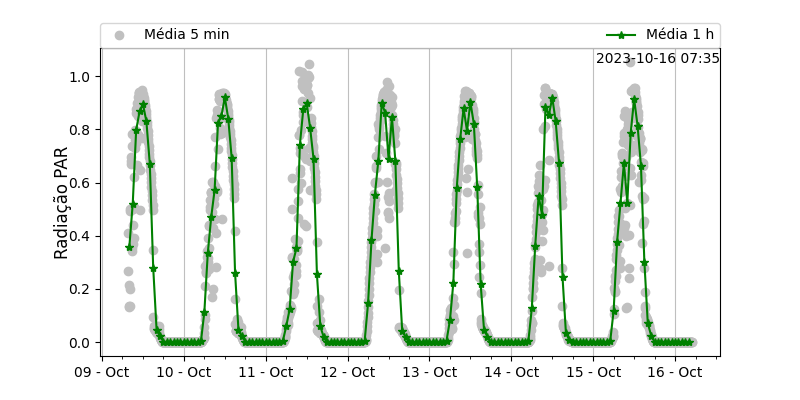 Média 5 min
Média 1 h
2023-10-16 07:35
Radiação PAR
1.0
0.8
0.6
0.4
0.2
0.0
09 - Oct
10 - Oct
11 - Oct
12 - Oct
13 - Oct
14 - Oct
15 - Oct
16 - Oct